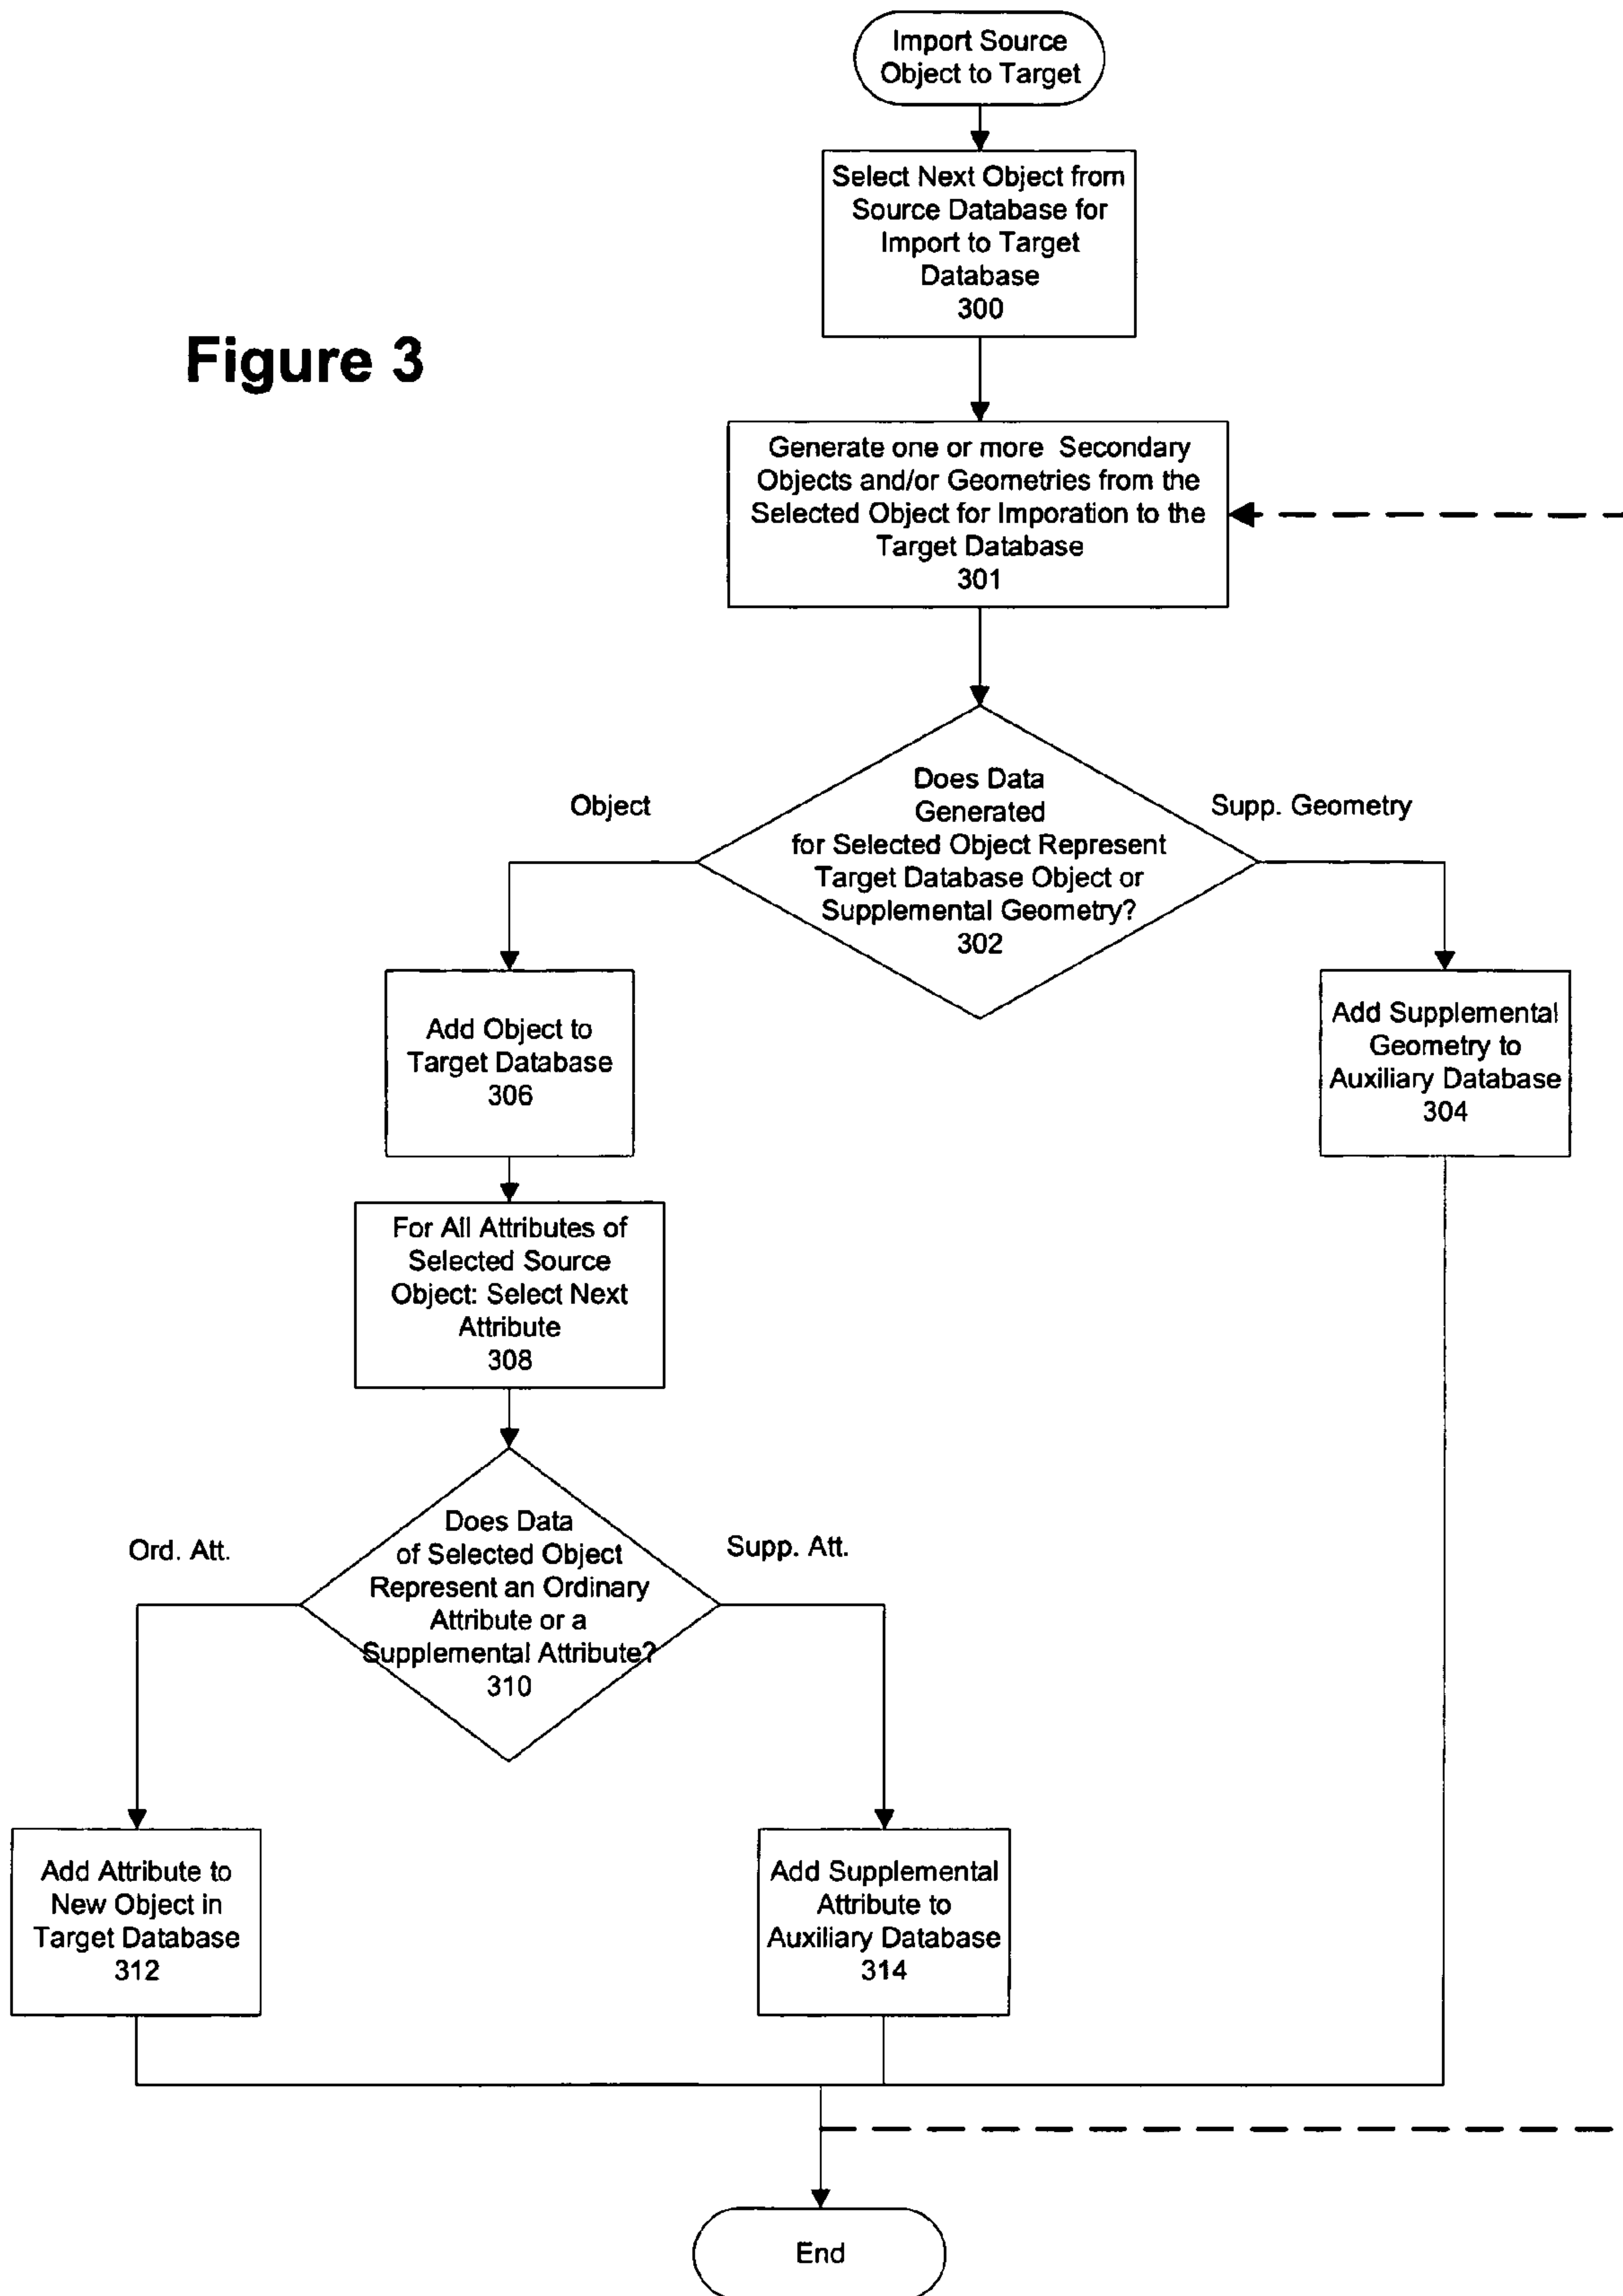 Import Source
Object to Target
Select Next Object from
Source Database for
Import to Target
Database
300
Figure 3
Generate one or more Secondary
Objects and/or Geometries from the
Selected Object for Imporation to the
Target Database
301
Does Data
Generated
for Selected Object Represent
Target Database Object or
Supplemental Geometry?
302
Object
Supp. Geometry
Add Object to
Target Database
306
Add Supplemental
Geometry to
Auxiliary Database
304
For All Attributes of
Selected Source
Object: Select Next
Attribute
308
Does Data
of Selected Object
Represent an Ordinary
Attribute or a
Supplemental Attribute?
310
Ord. Att.
Supp. Att.
Add Attribute to
New Object in
Target Database
312
Add Supplemental
Attribute to
Auxiliary Database
314
End